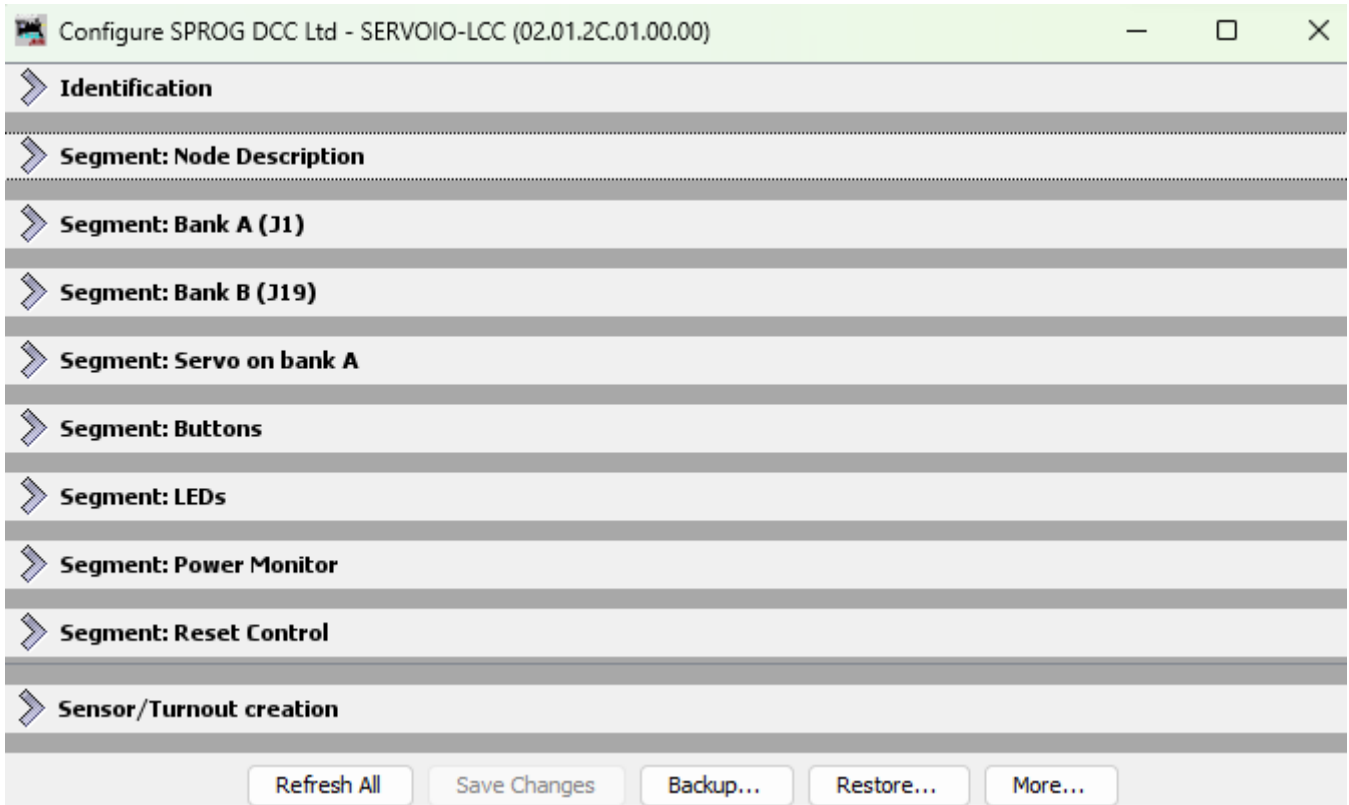 Configure SPROG DCC Ltd - SERVOIO-LCC (02.01.2C.01.00.00)
Identification
Segment: Node Description
Segment: Bank A (J1)
Segment: Bank B (J19)
Segment: Servo on bank A
Segment: Buttons
Segment: LEDs
Segment: Power Monitor
Segment: Reset Control
Sensor/Turnout creation
Refresh All Save Changes Backup... Restore... More...